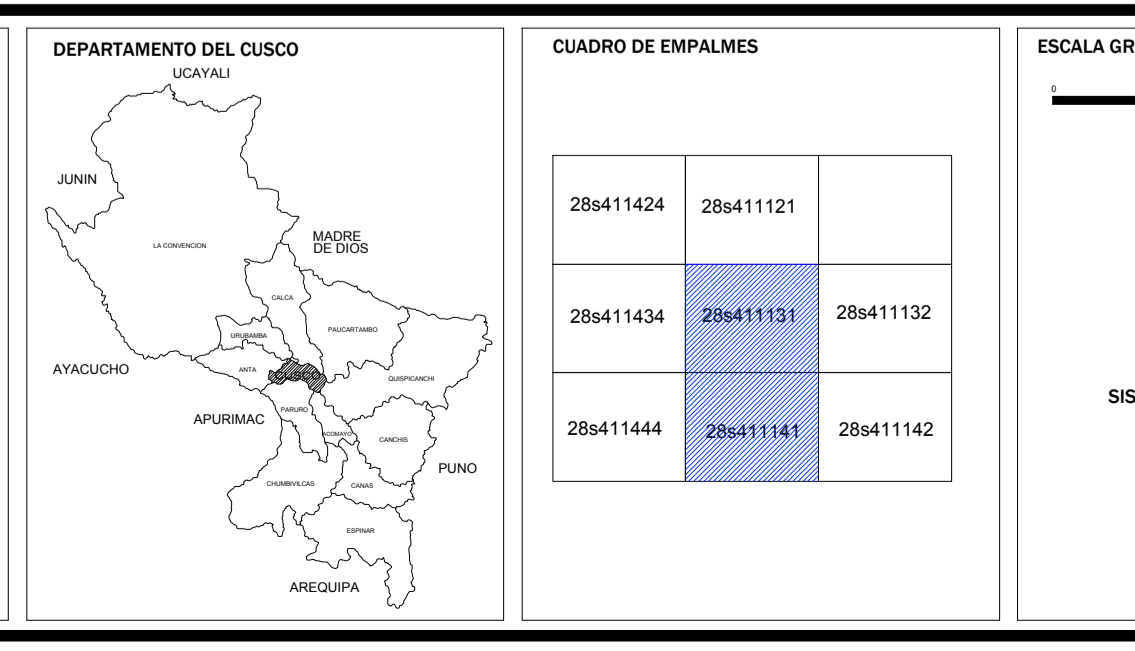 DEPARTAMENTO DEL CUSCO
UCAYALI
JUNIN
LA CONVENCION
MADRE
DE DIOS
CALCA
URUBAMBA
PAUCARTAMBO
AYACUCHO
ANTA
CUSCO
QUISPICANCHI
APURIMAC
PARURO
ACOMAYO
CANCHIS
PUNO
CHUMBIVILCAS
CANAS
ESPINAR
AREQUIPA
CUADRO DE EMPALMES
28s411424 28s411121
28s411434 28s411131 28s411132
28s411444 28s411141 28s411142
ESCALA GR
0
SIS